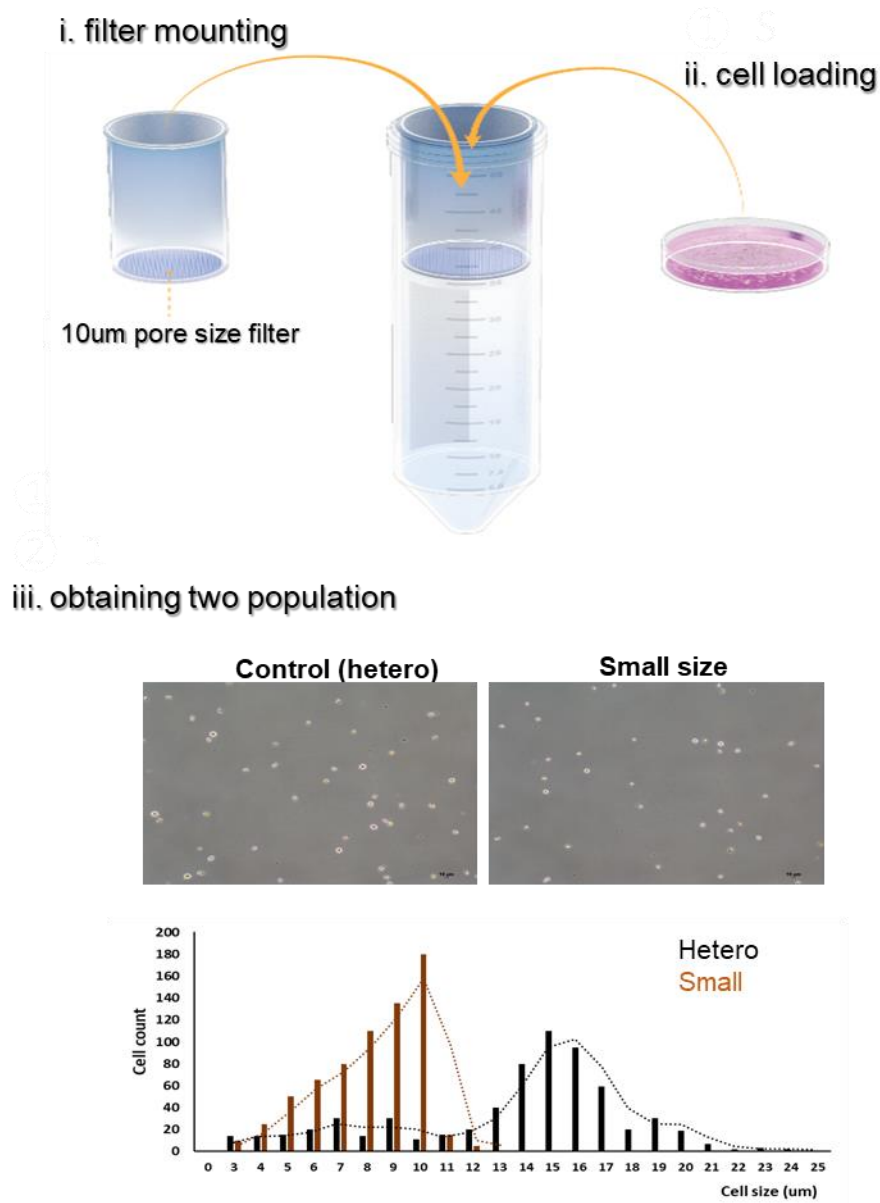 i. filter mounting
ii. cell loading
10um pore size filter
iii. obtaining two population
Control (hetero)
Small size
200
180
160
140
120
100
80
60
40
20
0
Cell count
Hetero
Small
0 3 4 5 6 7 8 9 10 11 12 13 14 15 16 17 18 19 20 21 22 23 24 25
Cell size (um)